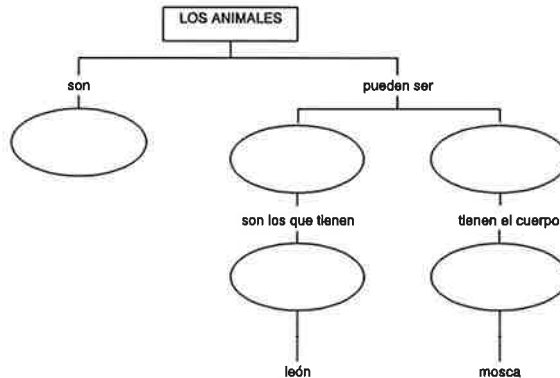 LOS ANIMALES
son
pueden ser
son los que tienen
tienen el cuerpo
león
mosca